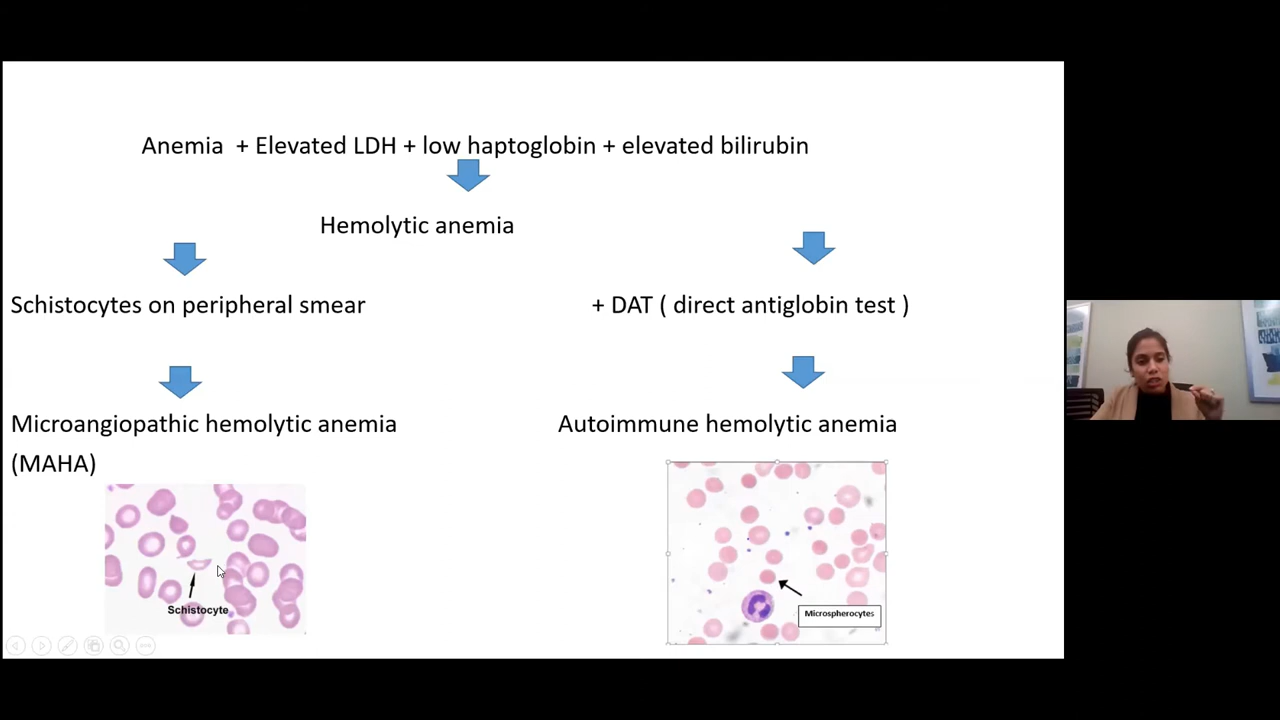 Anemia + Elevated LDH + low haptoglobin + elevated bilirubin
Hemolytic anemia
Schistocytes on peripheral smear
+ DAT ( direct antiglobin test )
Microangiopathic hemolytic anemia
(MAHA)
Autoimmune hemolytic anemia
Schistocyte
Microspherocytes